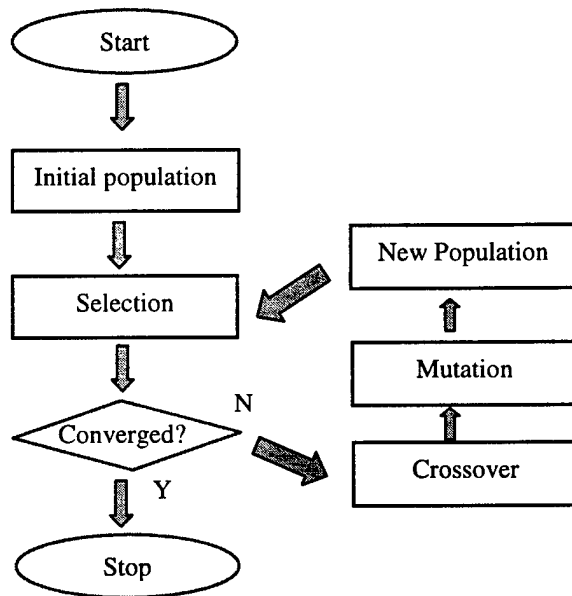 Start
Initial population
Selection
Converged?
N
Y
Stop
New Population
Mutation
Crossover